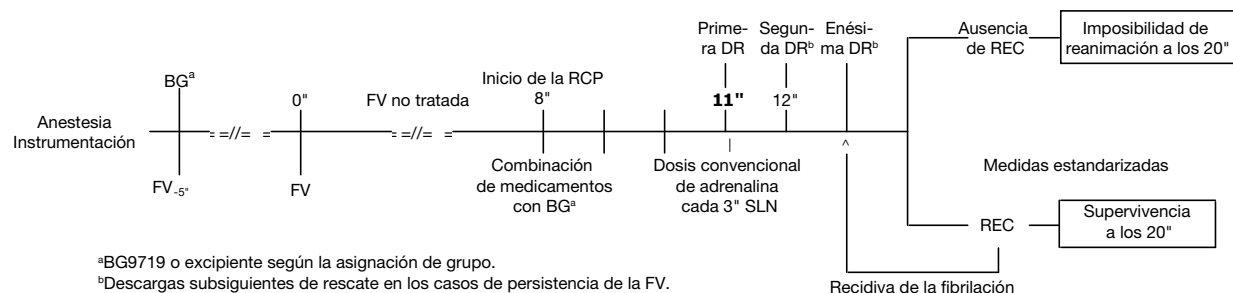 Anestesia
Instrumentación
BGª
FV-5"
0"
FV
FV no tratada
Inicio de la RCP
8"
Combinación
de medicamentos
con BGª
Prime-
ra DR
11"
Segun-
da DRᵇ
12"
Enési-
ma DRᵇ
Dosis convencional
de adrenalina
cada 3" SLN
Ausencia
de REC
Imposibilidad de
reanimación a los 20"
Medidas estandarizadas
REC
Supervivencia
a los 20"
Recidiva de la fibrilación
ªBG9719 o excipiente según la asignación de grupo.
ᵇDescargas subsiguientes de rescate en los casos de persistencia de la FV.